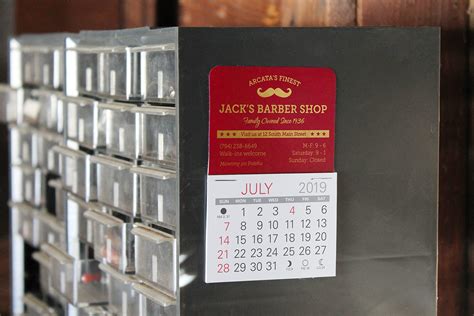 ARCATA'S FINEST
JACK'S BARBER SHOP
Family Owned Since 1936
Visit us at 12 South Main Street
(794) 238-6649
Walk-ins welcome
M-F: 9 - 6
Saturday: 9 - 1
Sunday: Closed
JULY 2019
SUN MON TUE WED THU FRI SAT
1 2 3 4 5 6
7 8 9 10 11 12 13
14 15 16 17 18 19 20
21 22 23 24 25 26 27
28 29 30 31